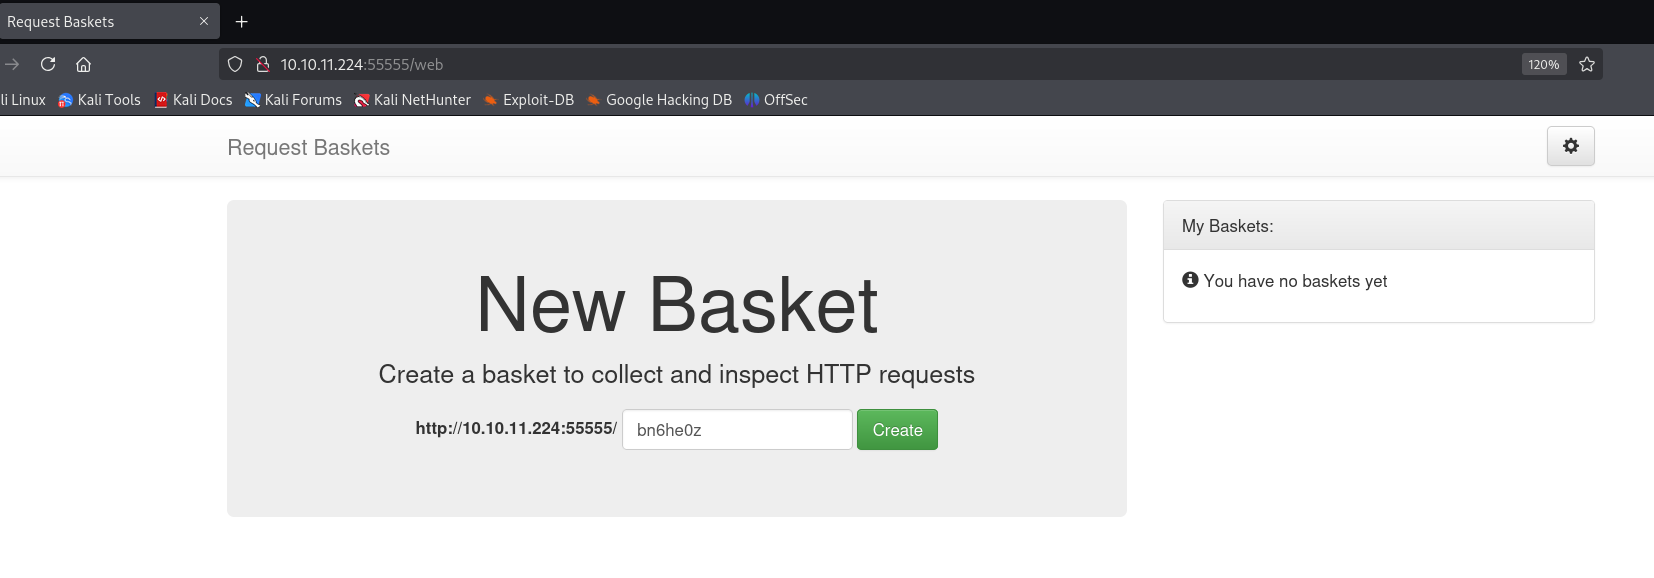 Request Baskets
10.10.11.224:55555/web
120%
li Linux Kali Tools Kali Docs Kali Forums Kali NetHunter Exploit-DB Google Hacking DB OffSec
Request Baskets
New Basket
Create a basket to collect and inspect HTTP requests
http://10.10.11.224:55555/ bn6he0z Create
My Baskets:
You have no baskets yet